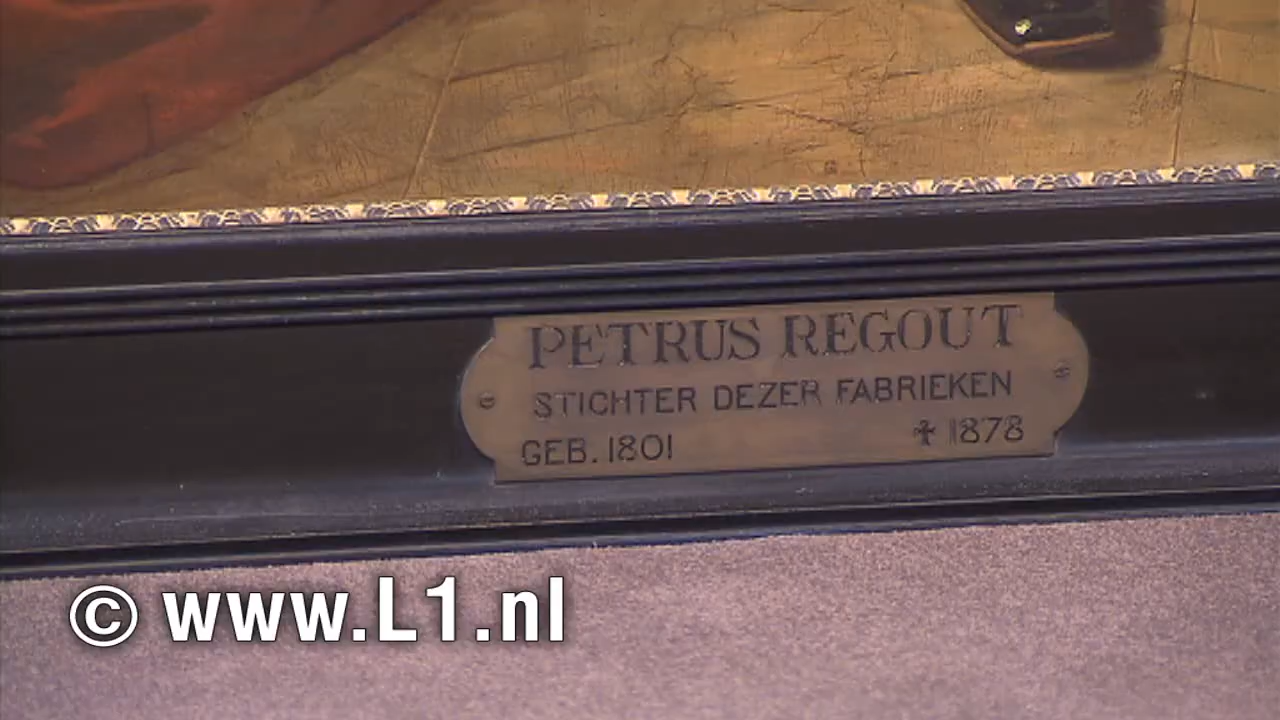 PETRUS REGOUT
STICHTER DEZER FABRIEKEN
GEB. 1801 ✝ 1878
© www.L1.nl